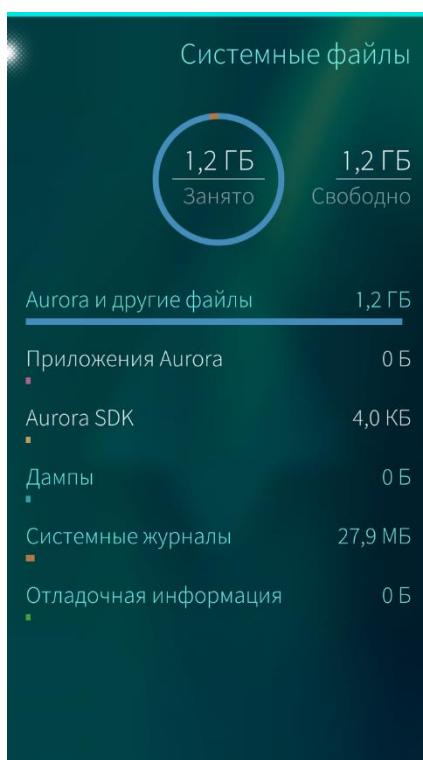 Системные файлы
1,2 ГБ
Занято
1,2 ГБ
Свободно
Aurora и другие файлы 1,2 ГБ
Приложения Aurora 0 Б
Aurora SDK 4,0 КБ
Дампы 0 Б
Системные журналы 27,9 МБ
Отладочная информация 0 Б